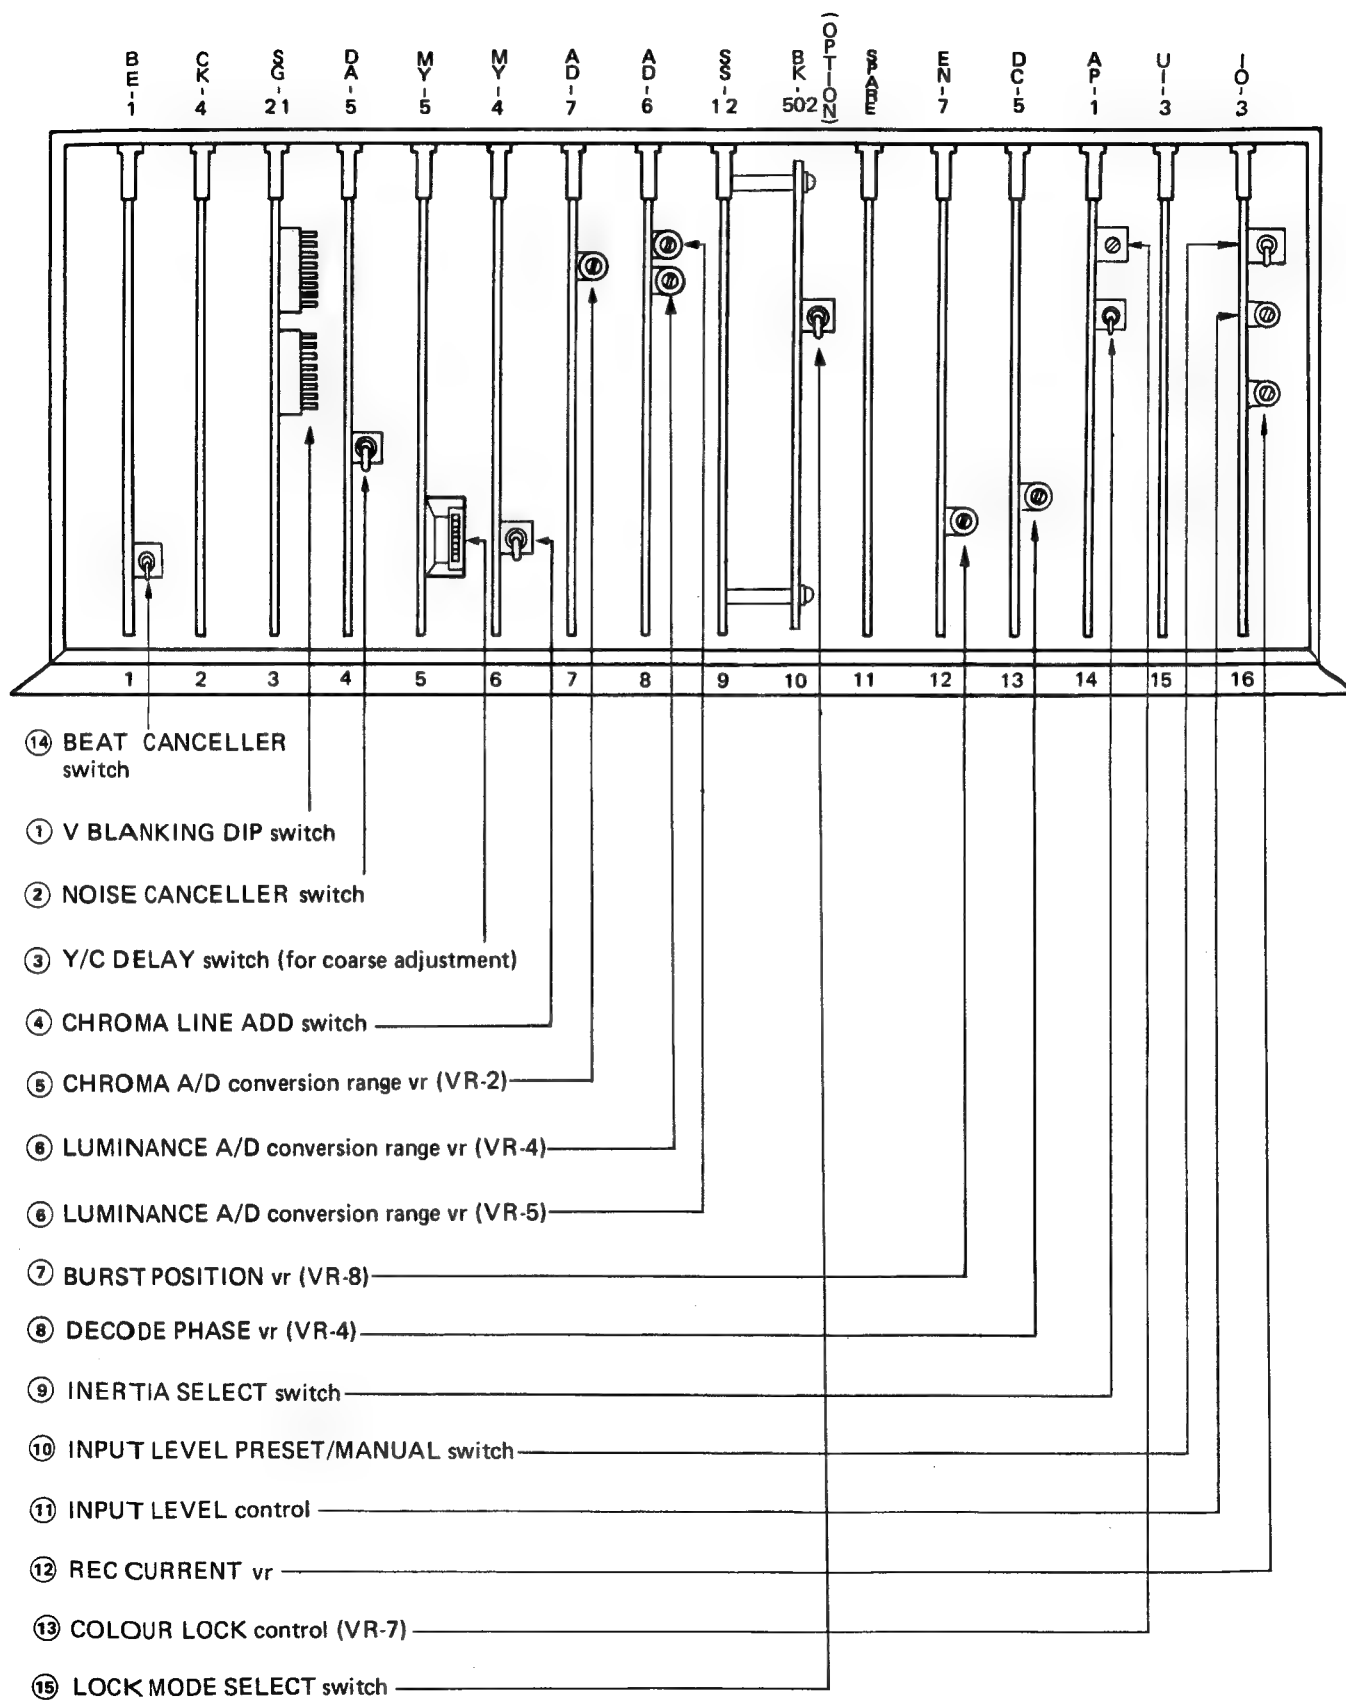 BE-1 CK-4 SG-21 DA-5 MY-5 MY-4 AD-7 AD-6 SS-12 BK-502 (OPTION) SPARE EN-7 DC-5 AP-1 UI-3 IO-3
1 2 3 4 5 6 7 8 9 10 11 12 13 14 15 16
14 BEAT CANCELLER
switch
1 V BLANKING DIP switch
2 NOISE CANCELLER switch
3 Y/C DELAY switch (for coarse adjustment)
4 CHROMA LINE ADD switch
5 CHROMA A/D conversion range vr (VR-2)
6 LUMINANCE A/D conversion range vr (VR-4)
6 LUMINANCE A/D conversion range vr (VR-5)
7 BURST POSITION vr (VR-8)
8 DECODE PHASE vr (VR-4)
9 INERTIA SELECT switch
10 INPUT LEVEL PRESET/MANUAL switch
11 INPUT LEVEL control
12 REC CURRENT vr
13 COLOUR LOCK control (VR-7)
15 LOCK MODE SELECT switch